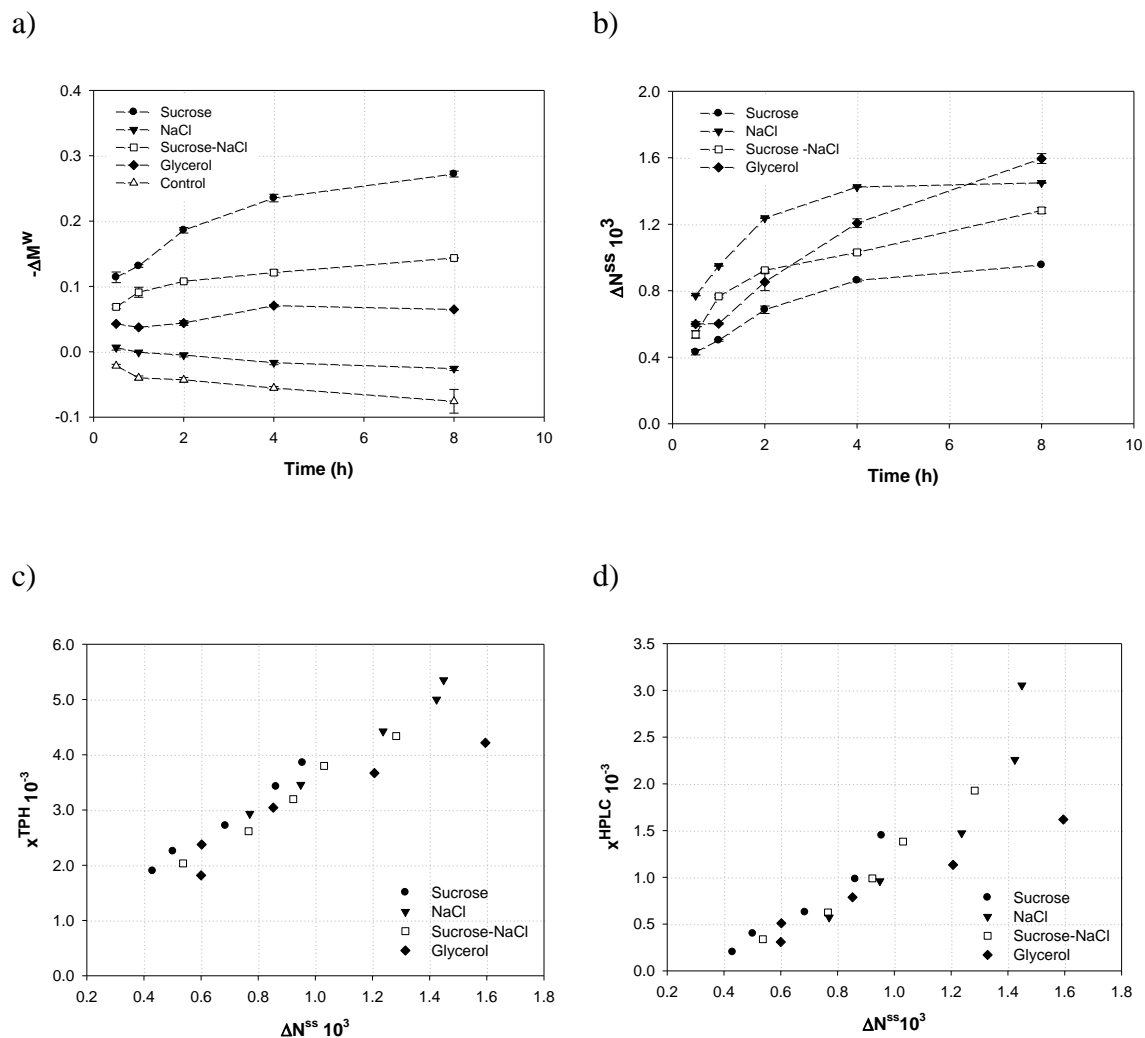 a)
0.4
0.3
0.2
0.1
0.0
-0.1
-ΔM^w
Sucrose
NaCl
Sucrose-NaCl
Glycerol
Control
0 2 4 6 8 10
Time (h)
b)
2.0
1.6
1.2
0.8
0.4
0.0
ΔN^ss 10^3
Sucrose
NaCl
Sucrose -NaCl
Glycerol
0 2 4 6 8 10
Time (h)
c)
6.0
5.0
4.0
3.0
2.0
1.0
0.0
x^TPH 10^-3
Sucrose
NaCl
Sucrose-NaCl
Glycerol
0.2 0.4 0.6 0.8 1.0 1.2 1.4 1.6 1.8
ΔN^ss 10^3
d)
3.5
3.0
2.5
2.0
1.5
1.0
0.5
0.0
x^HPLC 10^-3
Sucrose
NaCl
Sucrose-NaCl
Glycerol
0.2 0.4 0.6 0.8 1.0 1.2 1.4 1.6 1.8
ΔN^ss 10^3